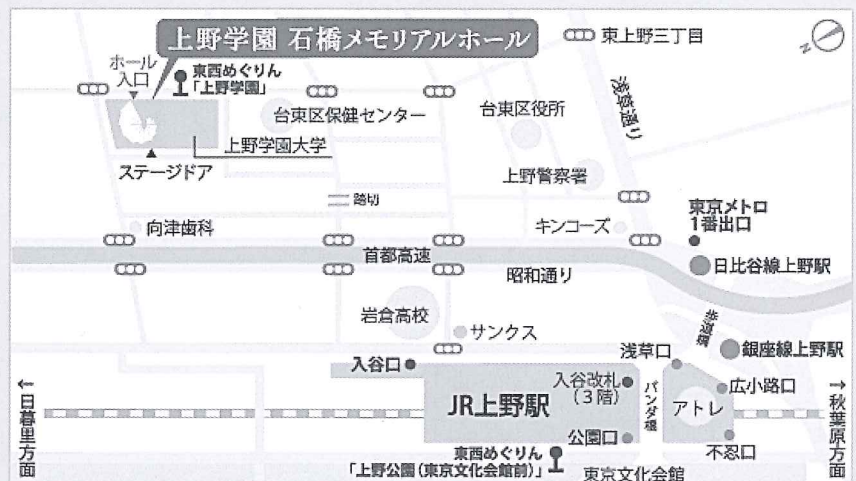 上野学園 石橋メモリアルホール
東上野三丁目
N
ホール
入口
東西めぐりん
「上野学園」
台東区保健センター
台東区役所
浅草通り
上野学園大学
ステージドア
上野警察署
踏切
向津歯科
キンコーズ
東京メトロ
1番出口
首都高速
昭和通り
日比谷線上野駅
岩倉高校
サンクス
歩道橋
浅草口
銀座線上野駅
入谷口
入谷改札
(3階)
パンダ橋
広小路口
アトレ
JR上野駅
←日暮里方面
→秋葉原方面
公園口
不忍口
東西めぐりん
「上野公園(東京文化会館前)」
東京文化会館